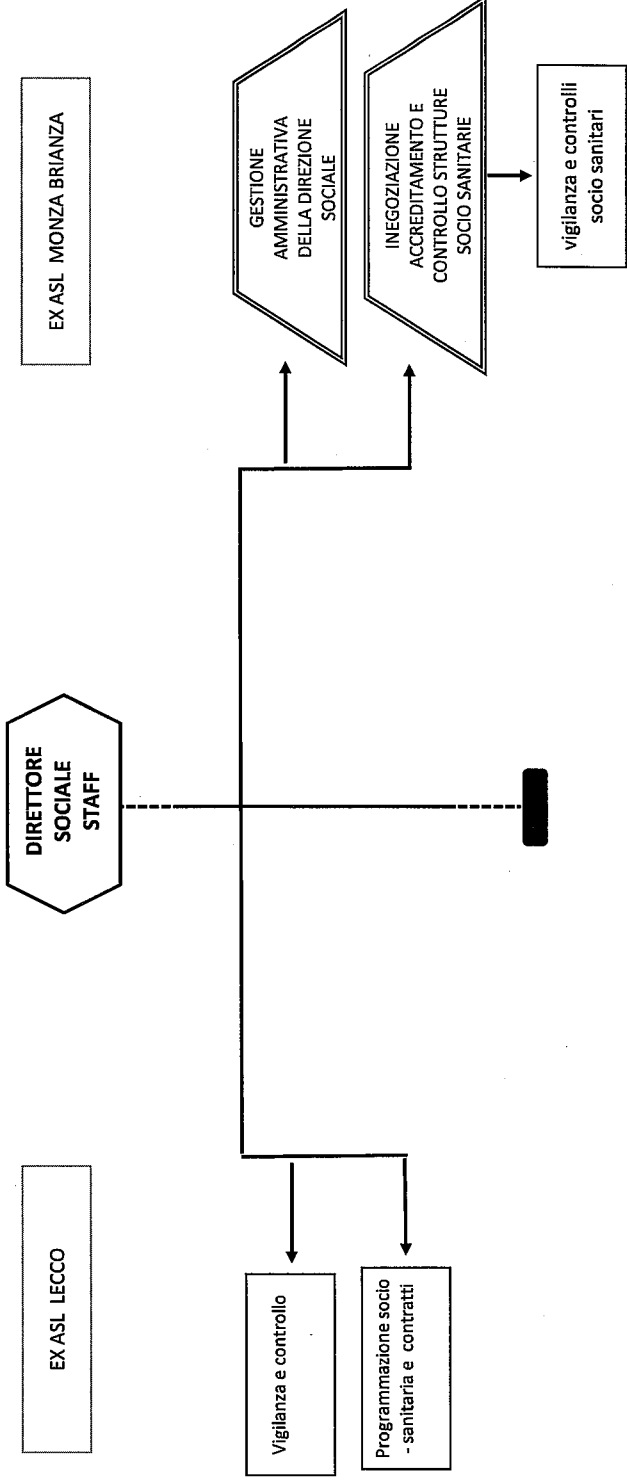 EX ASL LECCO
DIRETTORE
SOCIALE
STAFF
EX ASL MONZA BRIANZA
Vigilanza e controllo
Programmazione socio
- sanitaria e contratti
GESTIONE
AMMINISTRATIVA
DELLA DIREZIONE
SOCIALE
INEGOZIAZIONE
ACCREDITAMENTO E
CONTROLLO STRUTTURE
SOCIO SANITARIE
vigilanza e controlli
socio sanitari